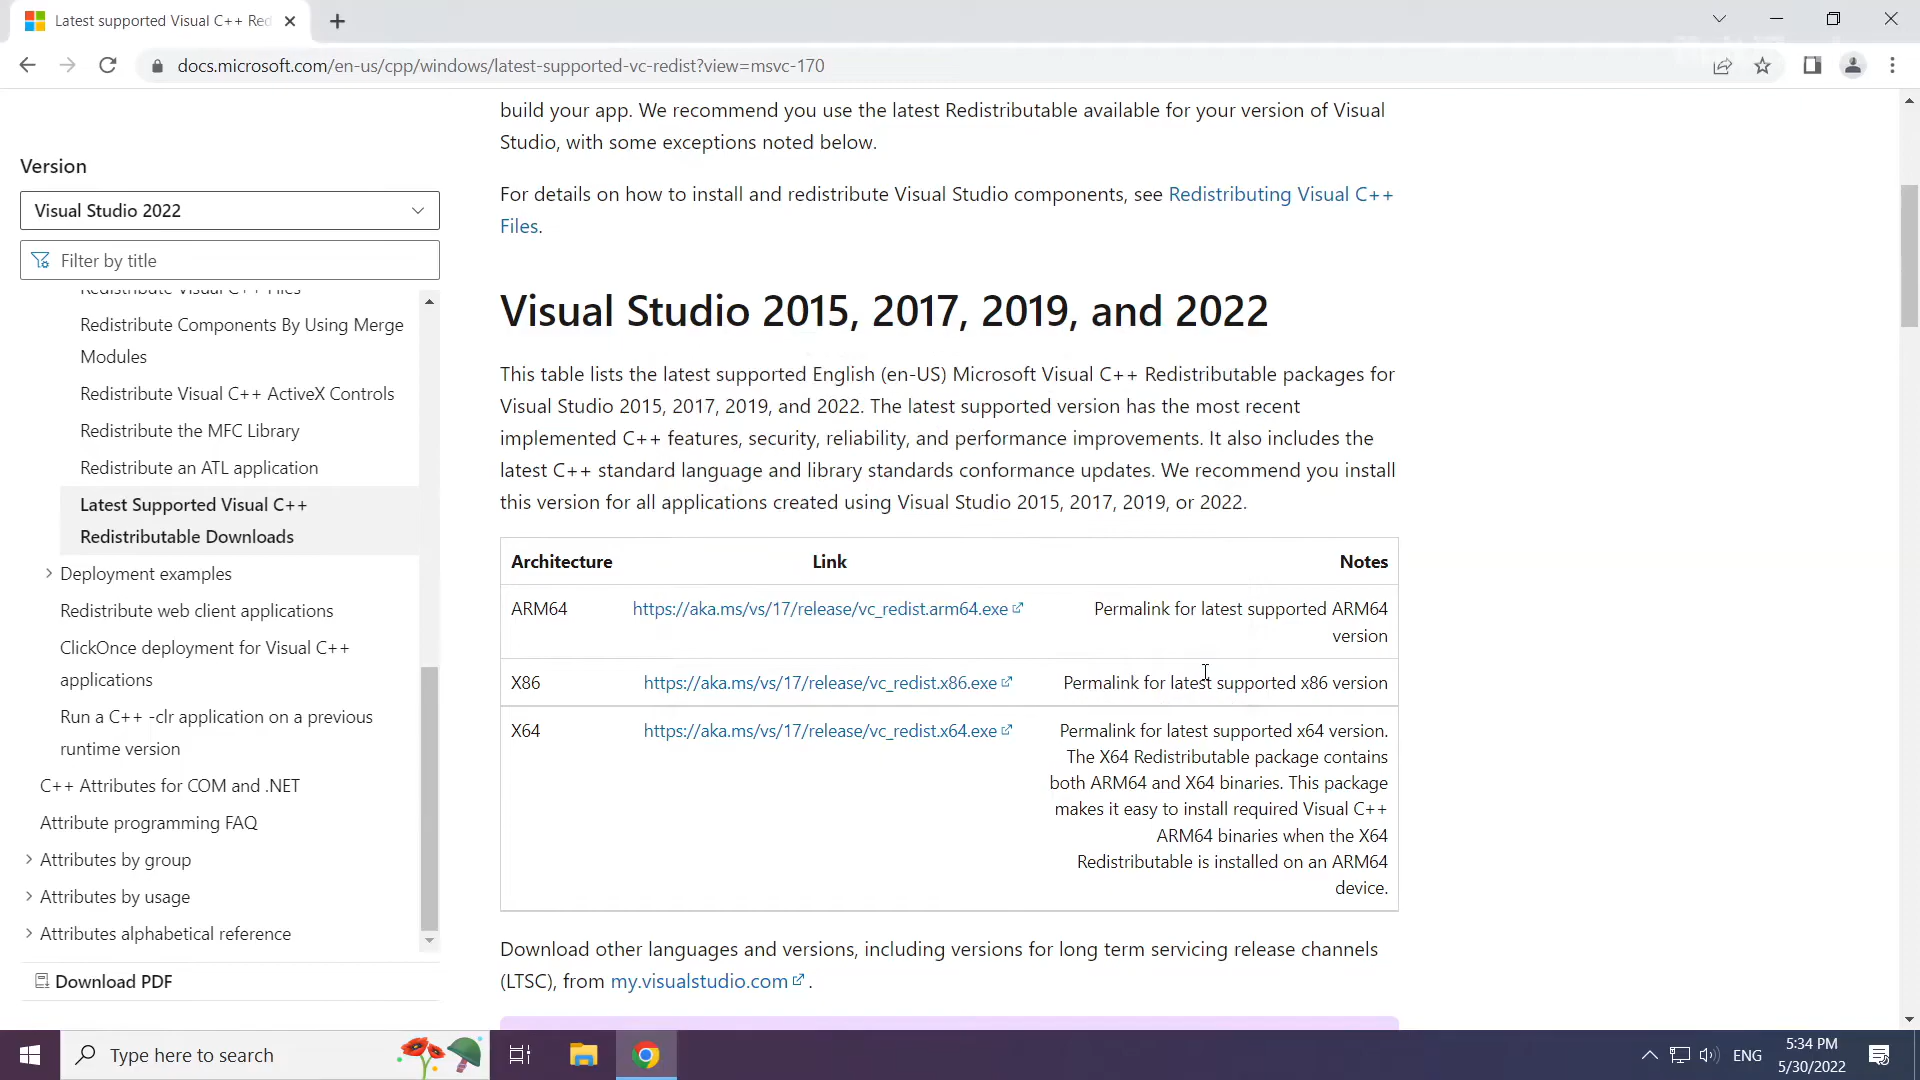 Latest supported Visual C++ Red
docs.microsoft.com/en-us/cpp/windows/latest-supported-vc-redist?view=msvc-170
Version
Visual Studio 2022
Filter by title
Redistribute Visual C++ Files
Redistribute Components By Using Merge
Modules
Redistribute Visual C++ ActiveX Controls
Redistribute the MFC Library
Redistribute an ATL application
Latest Supported Visual C++
Redistributable Downloads
Deployment examples
Redistribute web client applications
ClickOnce deployment for Visual C++
applications
Run a C++ -clr application on a previous
runtime version
C++ Attributes for COM and .NET
Attribute programming FAQ
Attributes by group
Attributes by usage
Attributes alphabetical reference
Download PDF
build your app. We recommend you use the latest Redistributable available for your version of Visual
Studio, with some exceptions noted below.
For details on how to install and redistribute Visual Studio components, see Redistributing Visual C++
Files.
Visual Studio 2015, 2017, 2019, and 2022
This table lists the latest supported English (en-US) Microsoft Visual C++ Redistributable packages for
Visual Studio 2015, 2017, 2019, and 2022. The latest supported version has the most recent
implemented C++ features, security, reliability, and performance improvements. It also includes the
latest C++ standard language and library standards conformance updates. We recommend you install
this version for all applications created using Visual Studio 2015, 2017, 2019, or 2022.
Architecture Link Notes
ARM64 https://aka.ms/vs/17/release/vc_redist.arm64.exe Permalink for latest supported ARM64
version
X86 https://aka.ms/vs/17/release/vc_redist.x86.exe Permalink for latest supported x86 version
X64 https://aka.ms/vs/17/release/vc_redist.x64.exe Permalink for latest supported x64 version.
The X64 Redistributable package contains
both ARM64 and X64 binaries. This package
makes it easy to install required Visual C++
ARM64 binaries when the X64
Redistributable is installed on an ARM64
device.
Download other languages and versions, including versions for long term servicing release channels
(LTSC), from my.visualstudio.com .
Type here to search
ENG
5:34 PM
5/30/2022